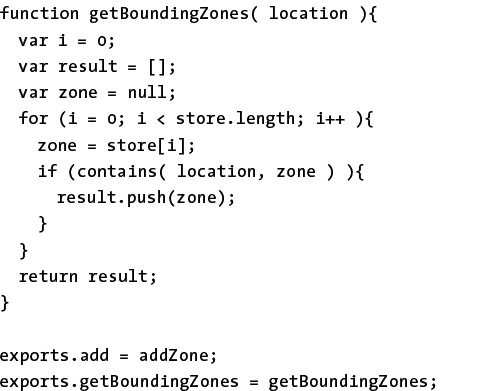 function getBoundingZones( location ){
  var i = 0;
  var result = [];
  var zone = null;
  for (i = 0; i < store.length; i++ ){
    zone = store[i];
    if (contains( location, zone ) ){
      result.push(zone);
    }
  }
  return result;
}

exports.add = addZone;
exports.getBoundingZones = getBoundingZones;